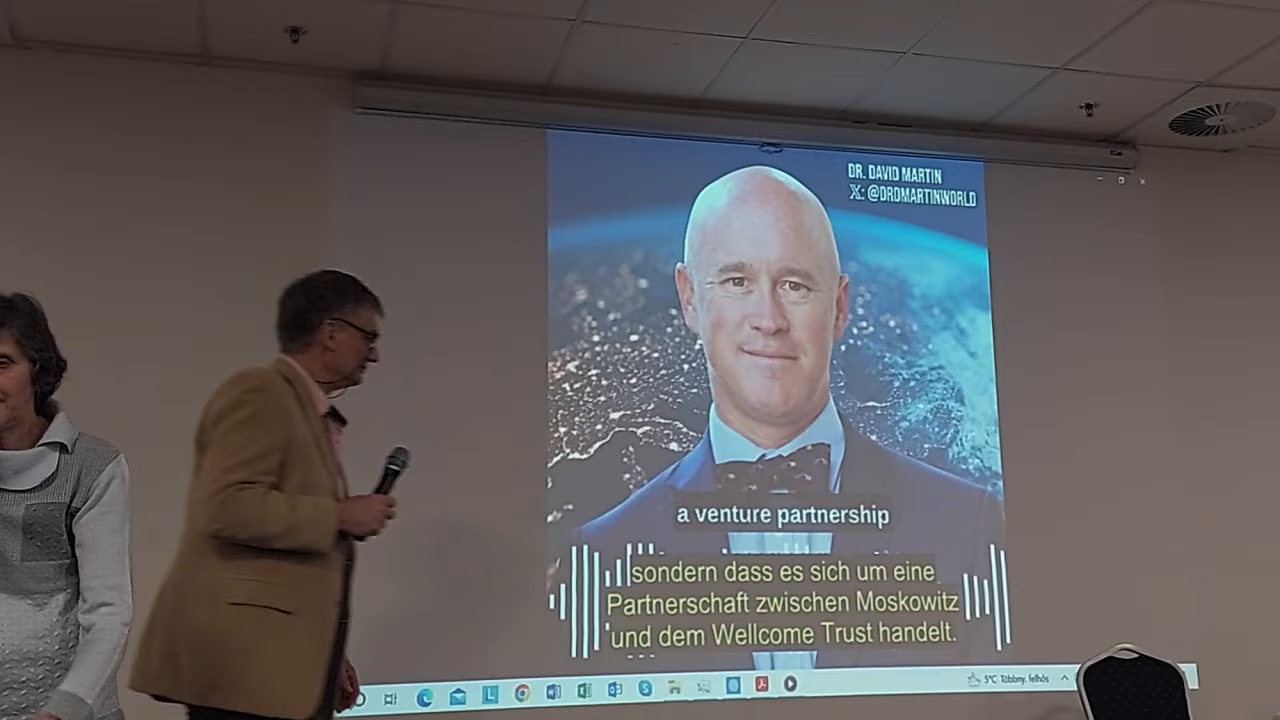 DR. DAVID MARTIN
X: @DRDMARTINWORLD
a venture partnership
sondern dass es sich um eine
Partnerschaft zwischen Moskowitz
und dem Wellcome Trust handelt.
5°C Többny. felhős